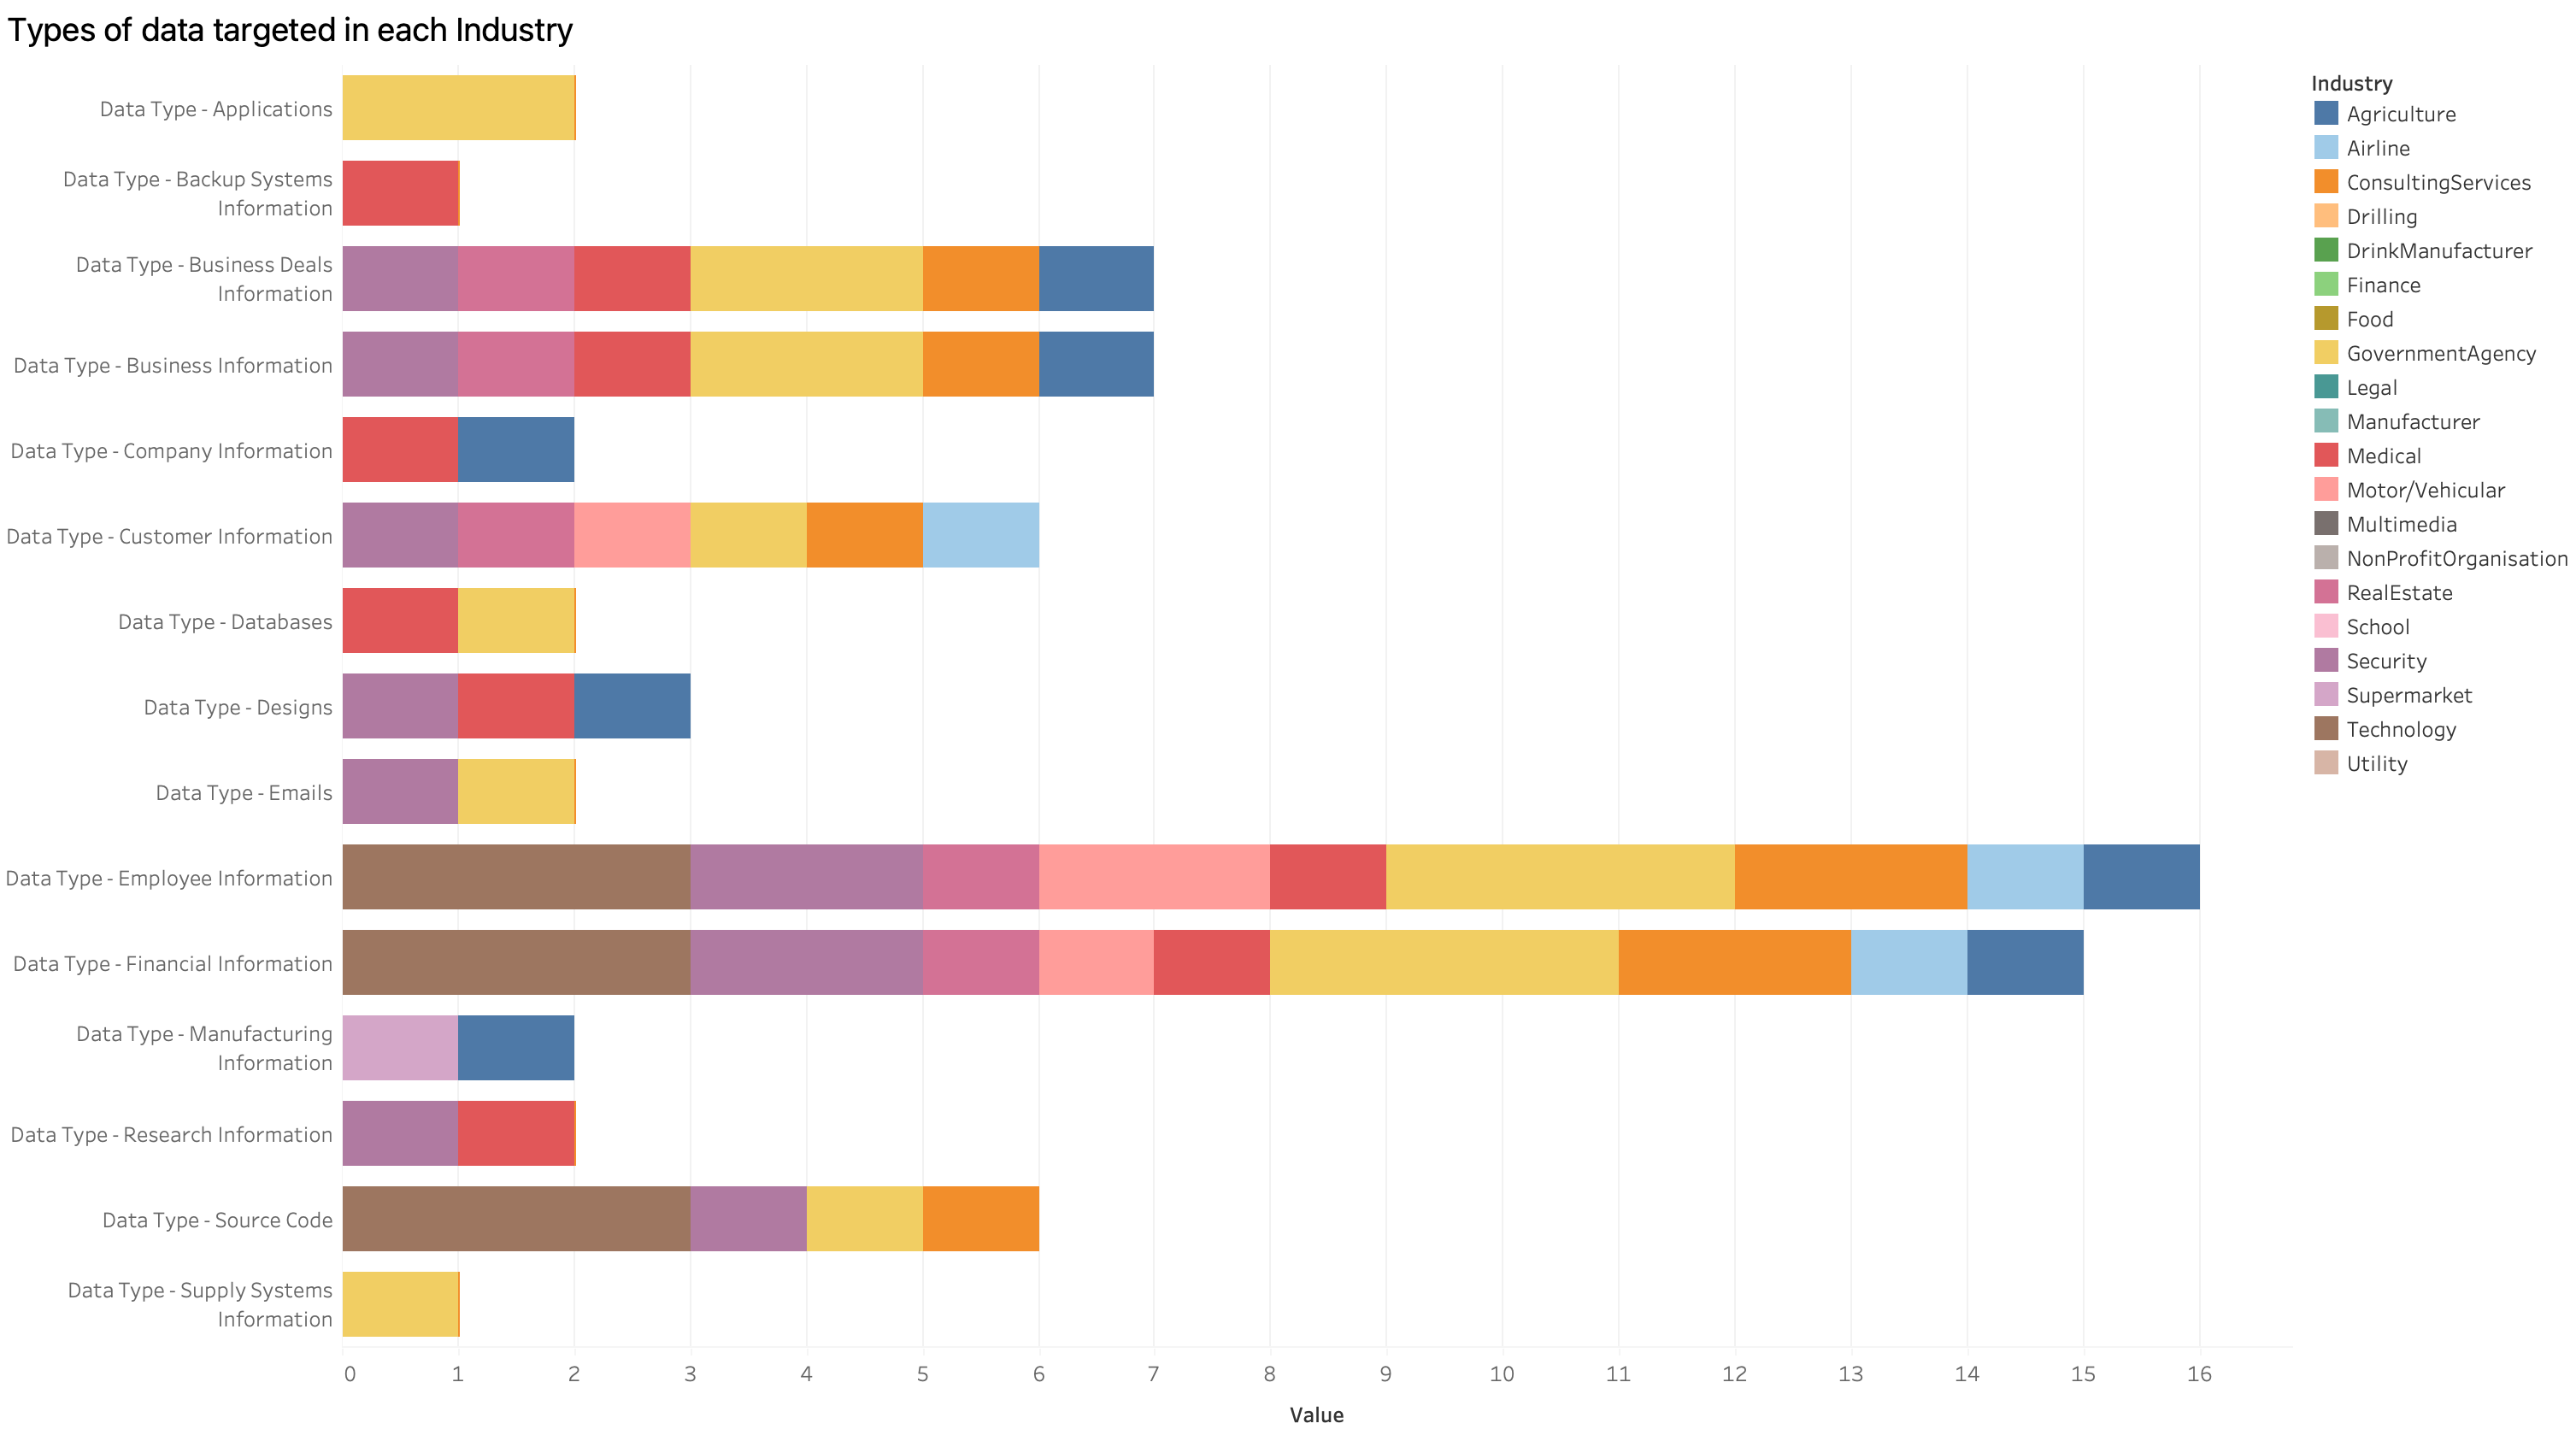 Types of data targeted in each Industry
Data Type - Applications
Data Type - Backup Systems
Information
Data Type - Business Deals
Information
Data Type - Business Information
Data Type - Company Information
Data Type - Customer Information
Data Type - Databases
Data Type - Designs
Data Type - Emails
Data Type - Employee Information
Data Type - Financial Information
Data Type - Manufacturing
Information
Data Type - Research Information
Data Type - Source Code
Data Type - Supply Systems
Information
0 1 2 3 4 5 6 7 8 9 10 11 12 13 14 15 16
Value
Industry
Agriculture
Airline
ConsultingServices
Drilling
DrinkManufacturer
Finance
Food
GovernmentAgency
Legal
Manufacturer
Medical
Motor/Vehicular
Multimedia
NonProfitOrganisation
RealEstate
School
Security
Supermarket
Technology
Utility